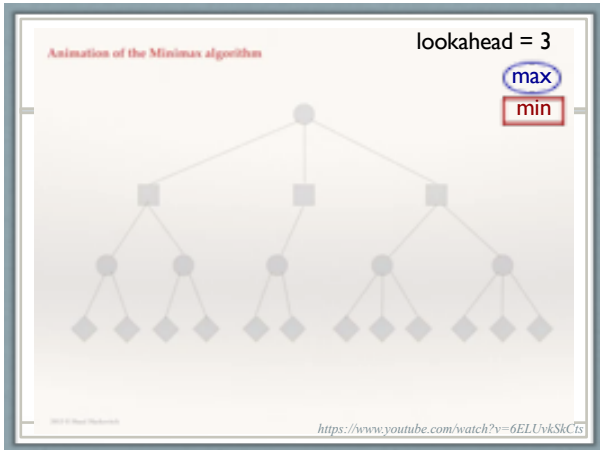 Animation of the Minimax algorithm
lookahead = 3
max
min
https://www.youtube.com/watch?v=6ELUvkSkCts